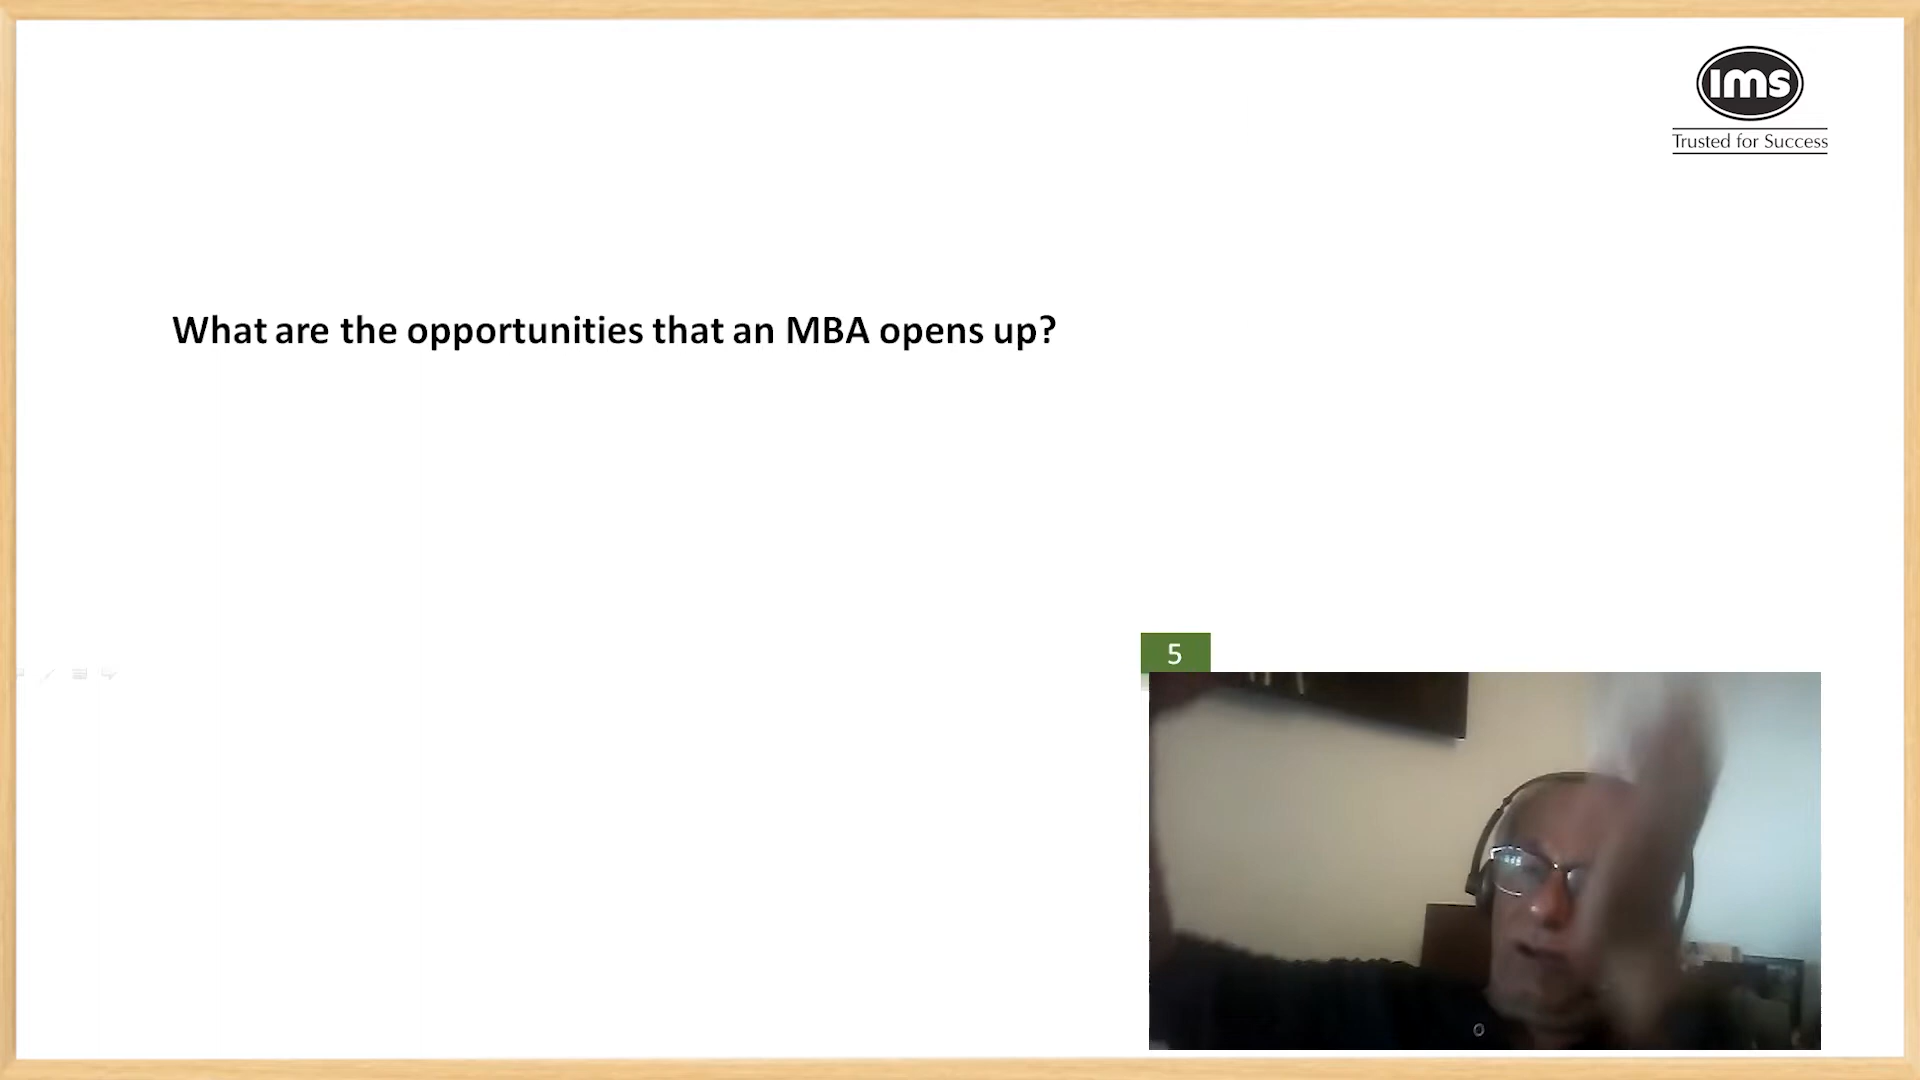 ims
Trusted for Success
What are the opportunities that an MBA opens up?
5